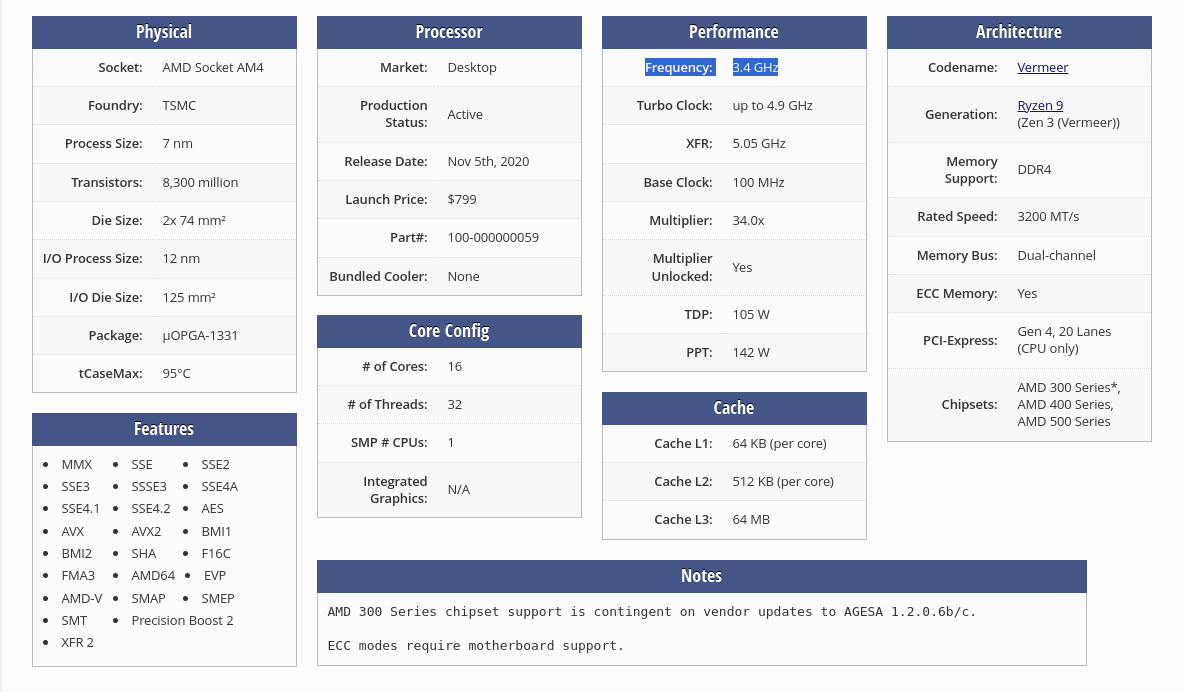 Physical
Socket: AMD Socket AM4
Foundry: TSMC
Process Size: 7 nm
Transistors: 8,300 million
Die Size: 2x 74 mm²
I/O Process Size: 12 nm
I/O Die Size: 125 mm²
Package: µOPGA-1331
tCaseMax: 95°C
Features
• MMX • SSE • SSE2
• SSE3 • SSSE3 • SSE4A
• SSE4.1 • SSE4.2 • AES
• AVX • AVX2 • BMI1
• BMI2 • SHA • F16C
• FMA3 • AMD64 • EVP
• AMD-V • SMAP • SMEP
• SMT • Precision Boost 2
• XFR 2
Processor
Market: Desktop
Production
Status: Active
Release Date: Nov 5th, 2020
Launch Price: $799
Part#: 100-000000059
Bundled Cooler: None
Core Config
# of Cores: 16
# of Threads: 32
SMP # CPUs: 1
Integrated
Graphics: N/A
Performance
Frequency: 3.4 GHz
Turbo Clock: up to 4.9 GHz
XFR: 5.05 GHz
Base Clock: 100 MHz
Multiplier: 34.0x
Multiplier
Unlocked: Yes
TDP: 105 W
PPT: 142 W
Cache
Cache L1: 64 KB (per core)
Cache L2: 512 KB (per core)
Cache L3: 64 MB
Architecture
Codename: Vermeer
Generation: Ryzen 9
(Zen 3 (Vermeer))
Memory
Support: DDR4
Rated Speed: 3200 MT/s
Memory Bus: Dual-channel
ECC Memory: Yes
PCI-Express: Gen 4, 20 Lanes
(CPU only)
Chipsets: AMD 300 Series*,
AMD 400 Series,
AMD 500 Series
Notes
AMD 300 Series chipset support is contingent on vendor updates to AGESA 1.2.0.6b/c.
ECC modes require motherboard support.